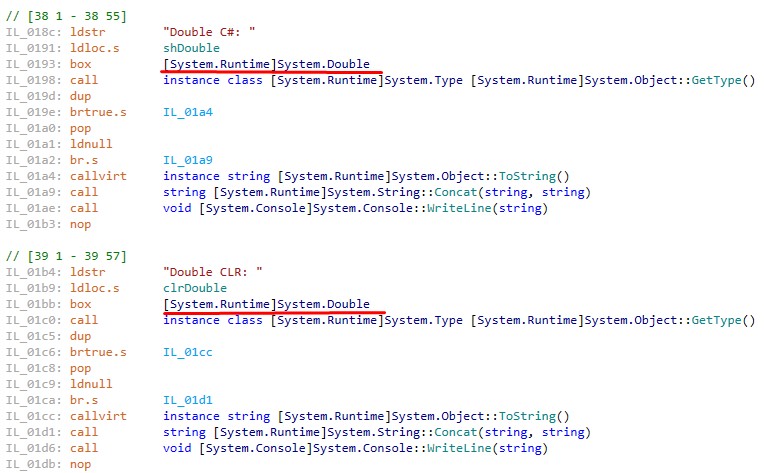 // [38 1 - 38 55]
IL_018c: ldstr "Double C#: "
IL_0191: ldloc.s shDouble
IL_0193: box [System.Runtime]System.Double
IL_0198: call instance class [System.Runtime]System.Type [System.Runtime]System.Object::GetType()
IL_019d: dup
IL_019e: brtrue.s IL_01a4
IL_01a0: pop
IL_01a1: ldnull
IL_01a2: br.s IL_01a9
IL_01a4: callvirt instance string [System.Runtime]System.Object::ToString()
IL_01a9: call string [System.Runtime]System.String::Concat(string, string)
IL_01ae: call void [System.Console]System.Console::WriteLine(string)
IL_01b3: nop
// [39 1 - 39 57]
IL_01b4: ldstr "Double CLR: "
IL_01b9: ldloc.s clrDouble
IL_01bb: box [System.Runtime]System.Double
IL_01c0: call instance class [System.Runtime]System.Type [System.Runtime]System.Object::GetType()
IL_01c5: dup
IL_01c6: brtrue.s IL_01cc
IL_01c8: pop
IL_01c9: ldnull
IL_01ca: br.s IL_01d1
IL_01cc: callvirt instance string [System.Runtime]System.Object::ToString()
IL_01d1: call string [System.Runtime]System.String::Concat(string, string)
IL_01d6: call void [System.Console]System.Console::WriteLine(string)
IL_01db: nop